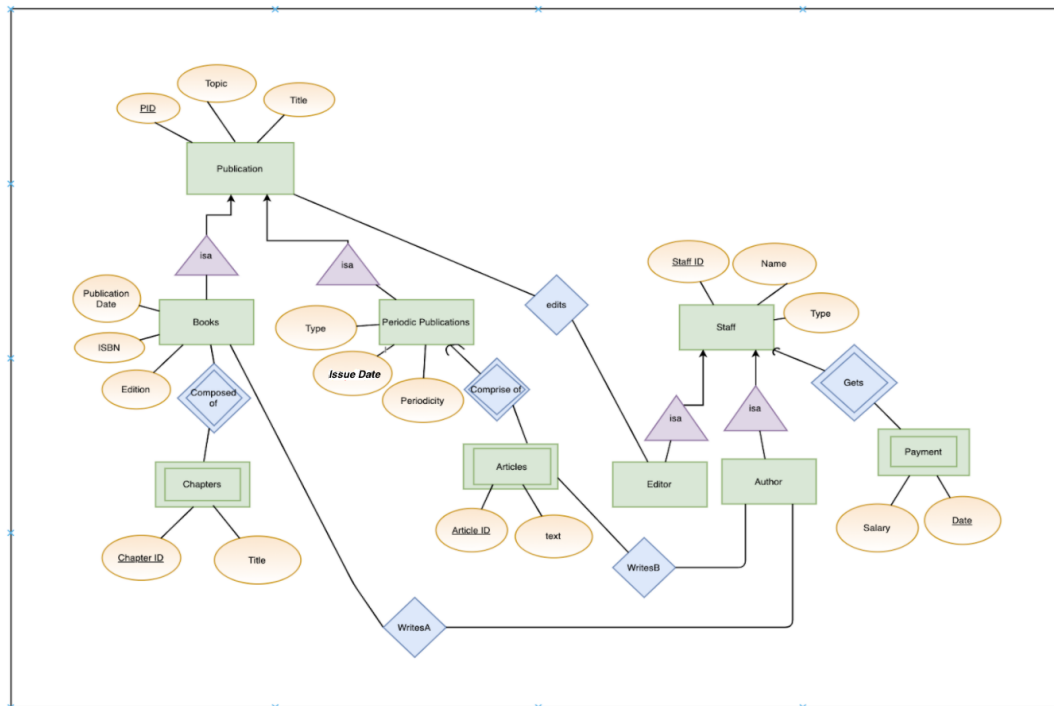 Topic
PID
Title
Publication
isa
isa
Staff ID
Name
Publication
Date
Type
Books
Type
Periodic Publications
edits
Staff
ISBN
Issue Date
Edition
Composed
of
Periodicity
Comprise of
Gets
isa
isa
Chapters
Articles
Editor
Author
Payment
Chapter ID
Title
Article ID
text
Salary
Date
WritesB
WritesA